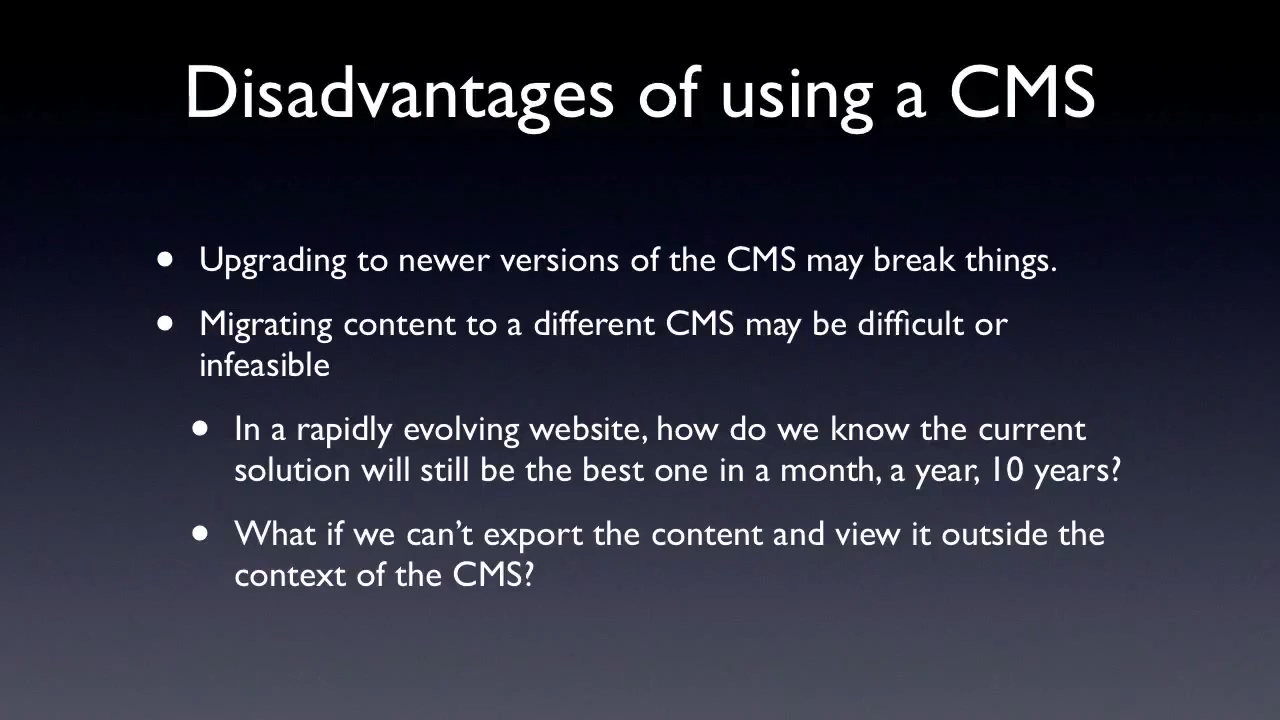 Disadvantages of using a CMS
• Upgrading to newer versions of the CMS may break things.
• Migrating content to a different CMS may be difficult or
infeasible
• In a rapidly evolving website, how do we know the current
solution will still be the best one in a month, a year, 10 years?
• What if we can’t export the content and view it outside the
context of the CMS?